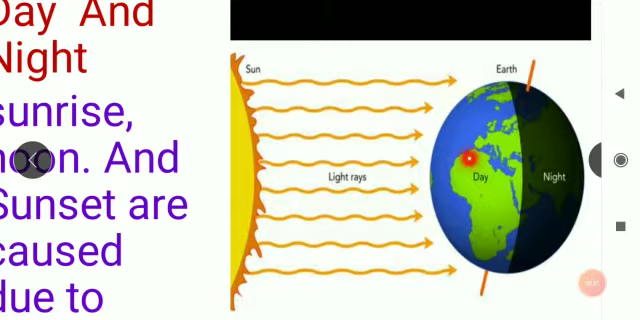 Day And
Night
sunrise,
noon. And
Sunset are
caused
due to
Sun
Earth
Light rays
Day
Night